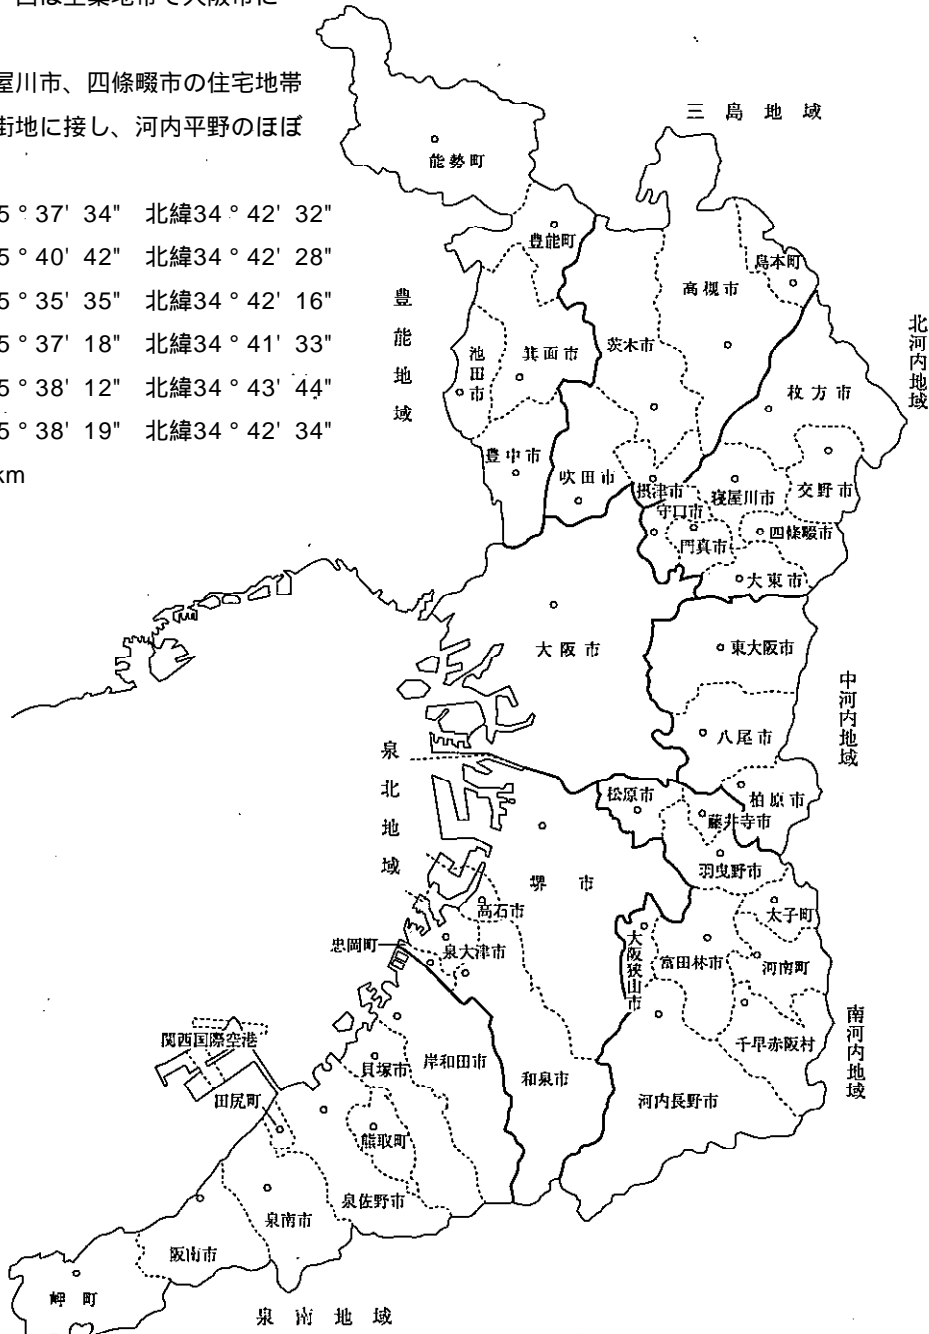 屋川市、四條畷市の住宅地帯
街地に接し、河内平野のほぼ
5°37' 34" 北緯34°42' 32"
5°40' 42" 北緯34°42' 28"
5°35' 35" 北緯34°42' 16"
5°37' 18" 北緯34°41' 33"
5°38' 12" 北緯34°43' 44"
5°38' 19" 北緯34°42' 34"
km
三島地域
能勢町
豊能町
島本町
高槻市
豊能地域
北河内地域
茨木市
池田市
箕面市
枚方市
豊中市
吹田市
摂津市
寝屋川市
交野市
守口市
門真市
四條畷市
大東市
大阪市
東大阪市
中河内地域
八尾市
泉北地域
松原市
柏原市
藤井寺市
羽曳野市
堺市
高石市
太子町
忠岡町
泉大津市
大阪狭山市
富田林市
河南町
南河内地域
関西国際空港
千早赤阪村
貝塚市
岸和田市
和泉市
河内長野市
田尻町
熊取町
泉佐野市
泉南市
阪南市
岬町
泉南地域